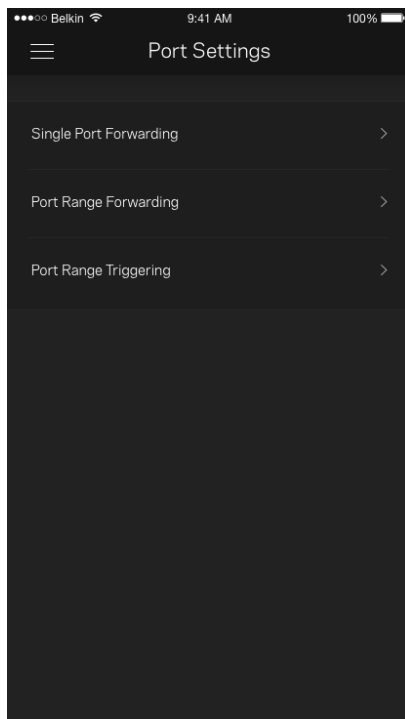 Belkin 9:41 AM 100%
Port Settings
Single Port Forwarding
Port Range Forwarding
Port Range Triggering